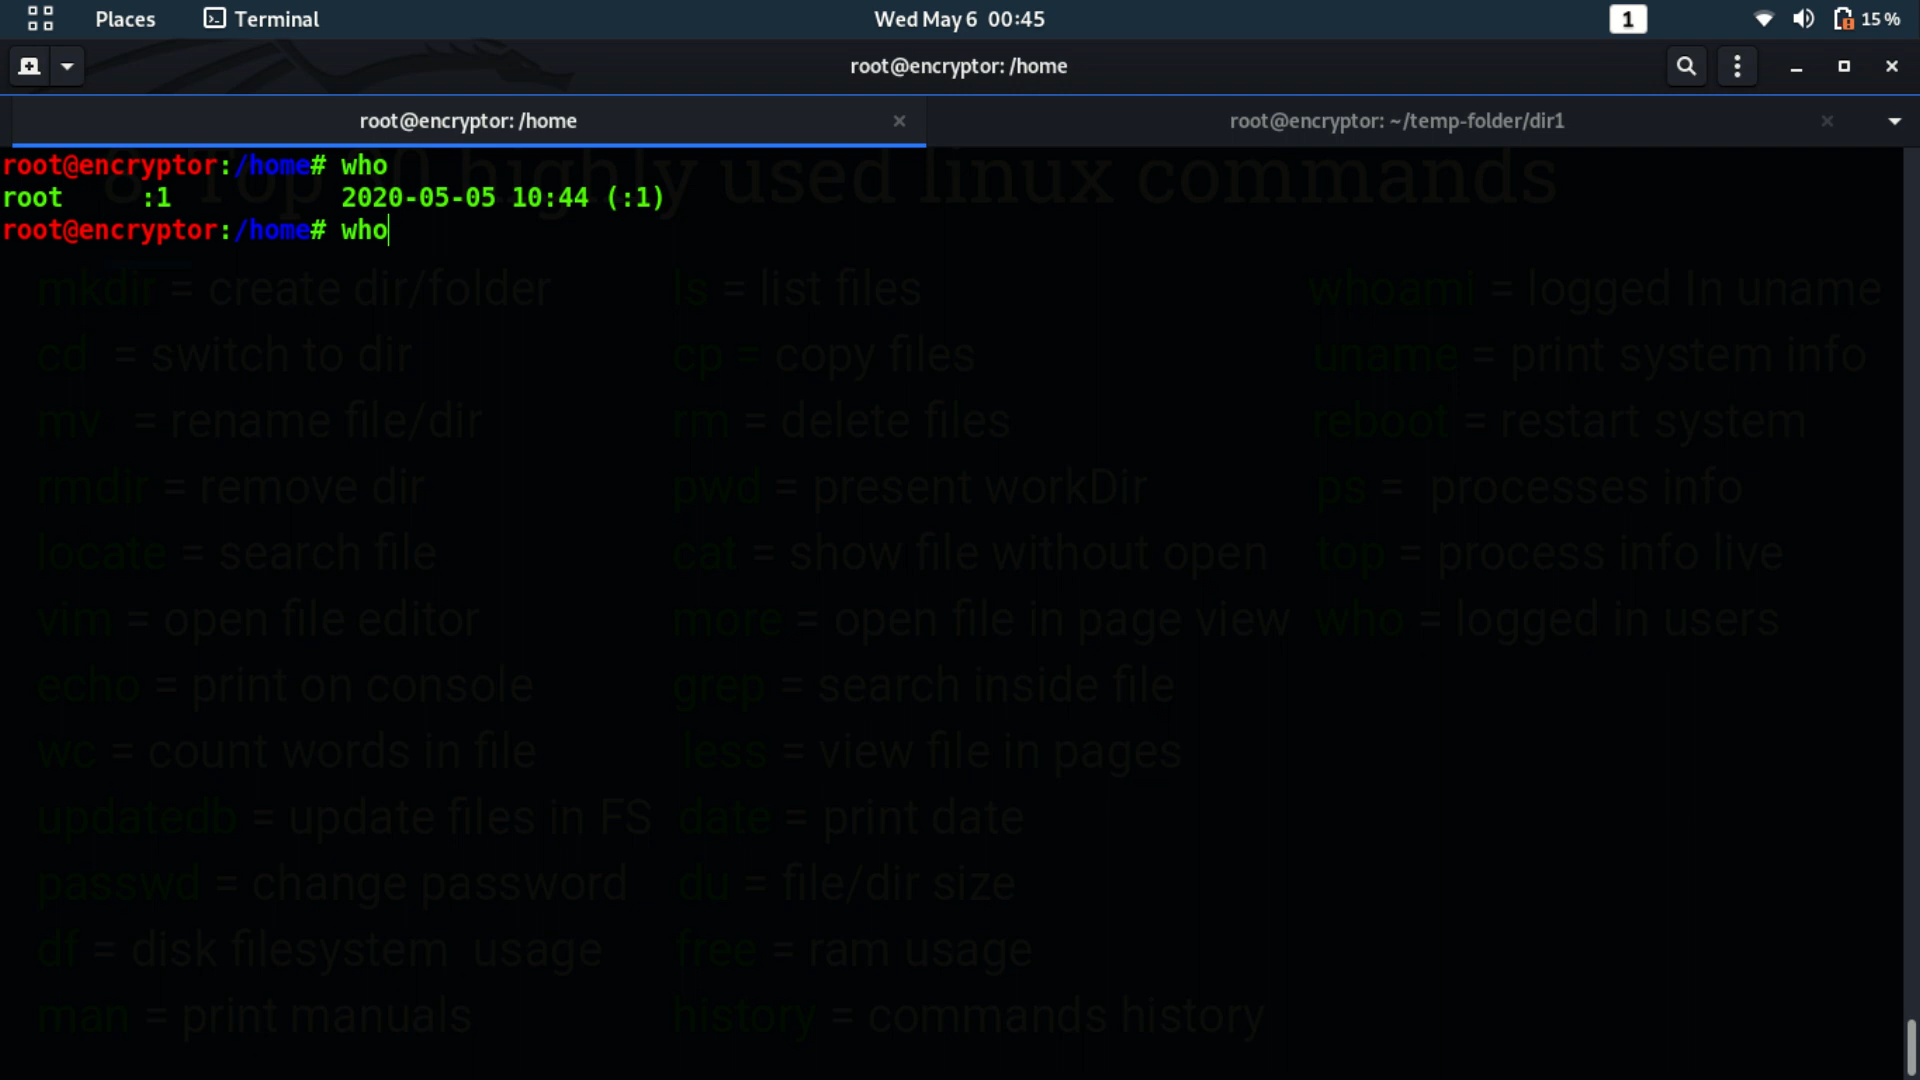 Places Terminal Wed May 6 00:45 1 15 %
root@encryptor: /home
root@encryptor: /home root@encryptor: ~/temp-folder/dir1
root@encryptor:/home# who
root :1 2020-05-05 10:44 (:1)
root@encryptor:/home# who
highly used linux commands
mkdir = create dir/folder ls = list files whoami = logged In uname
cd = switch to dir cp = copy files uname = print system info
mv = rename file/dir rm = delete files reboot = restart system
rmdir = remove dir pwd = present workDir ps = processes info
locate = search file cat = show file without open top = process info live
vim = open file editor more = open file in page view who = logged in users
echo = print on console grep = search inside file
wc = count words in file less = view file in pages
updatedb = update files in FS date = print date
passwd = change password du = file/dir size
df = disk filesystem usage free = ram usage
man = print manuals history = commands history